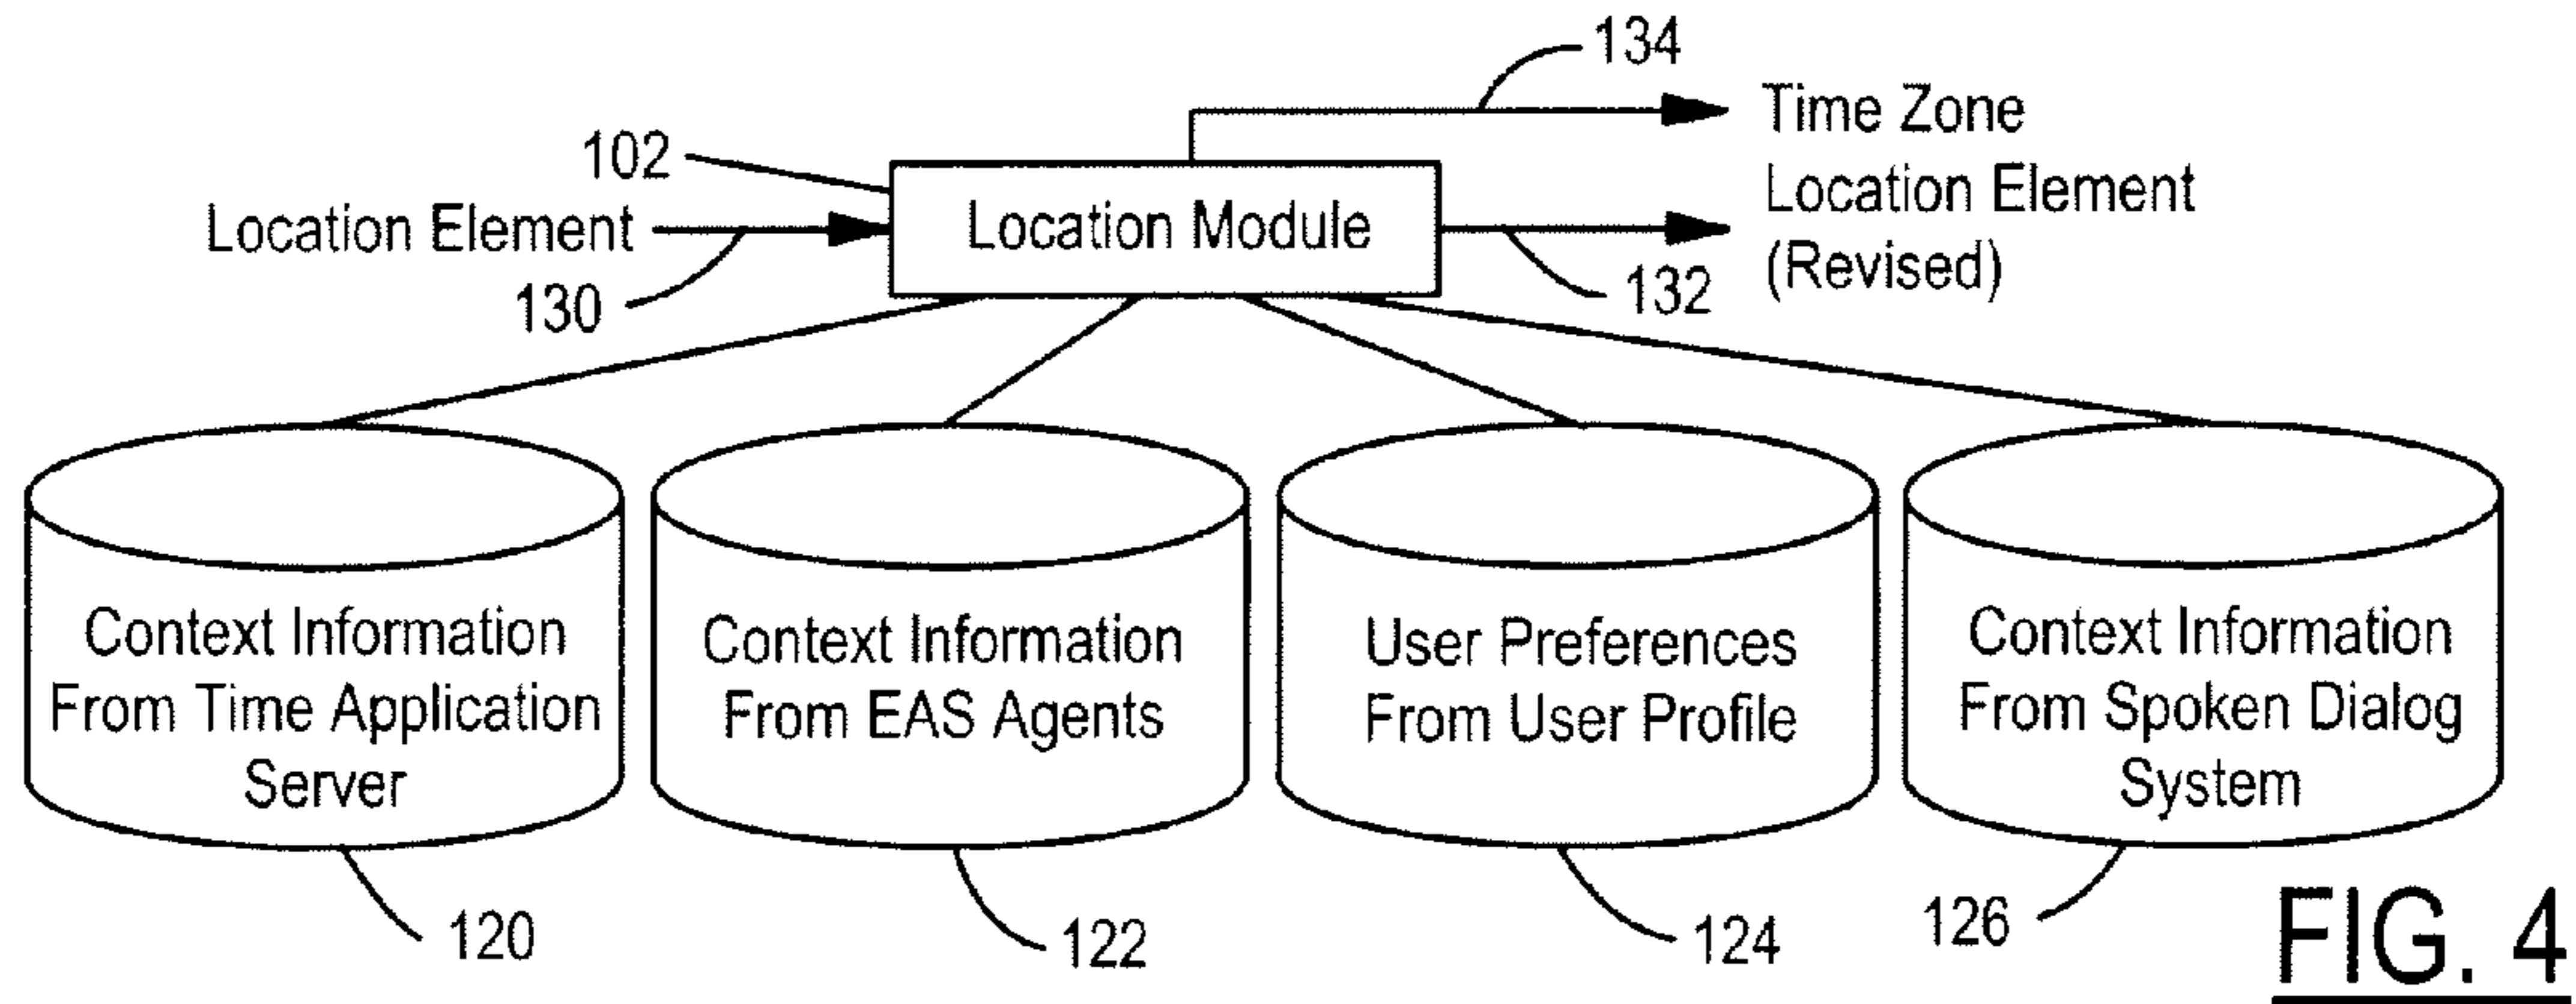 134
Time Zone
102
Location Element
Location Module
Location Element
(Revised)
130
132
Context Information
From Time Application
Server
Context Information
From EAS Agents
User Preferences
From User Profile
Context Information
From Spoken Dialog
System
120
122
124
126
FIG. 4